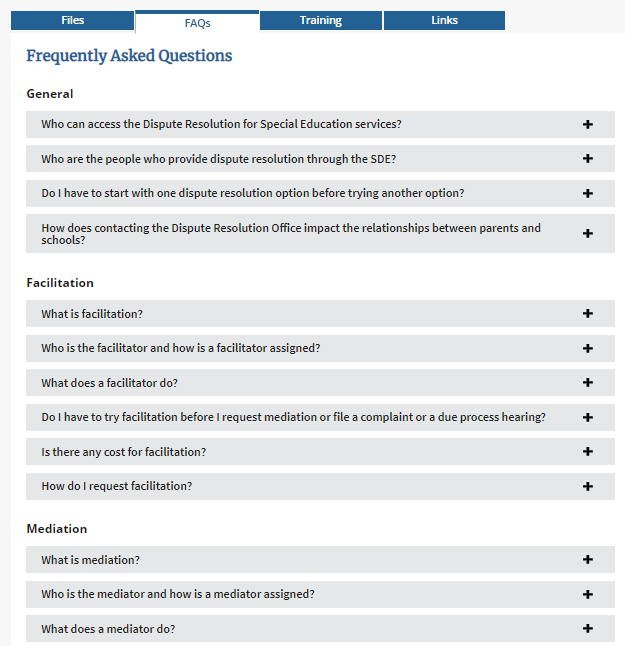 Files
FAQs
Training
Links
Frequently Asked Questions
General
Who can access the Dispute Resolution for Special Education services?
Who are the people who provide dispute resolution through the SDE?
Do I have to start with one dispute resolution option before trying another option?
How does contacting the Dispute Resolution Office impact the relationships between parents and
schools?
Facilitation
What is facilitation?
Who is the facilitator and how is a facilitator assigned?
What does a facilitator do?
Do I have to try facilitation before I request mediation or file a complaint or a due process hearing?
Is there any cost for facilitation?
How do I request facilitation?
Mediation
What is mediation?
Who is the mediator and how is a mediator assigned?
What does a mediator do?